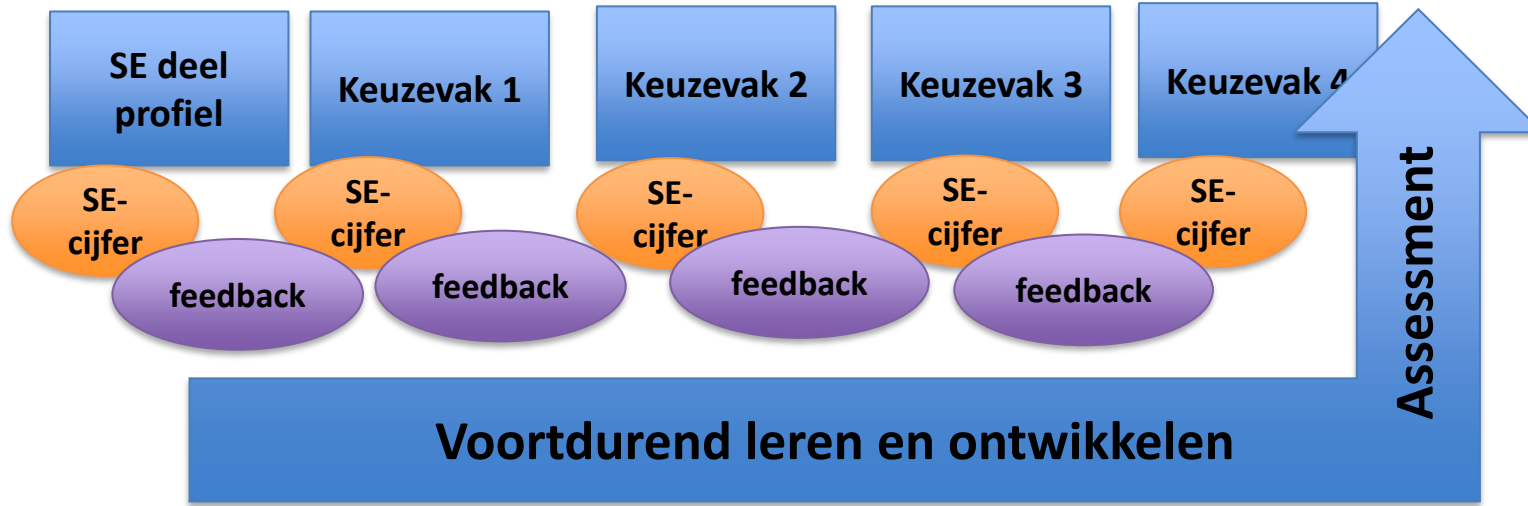 SE deel
profiel
Keuzevak 1
Keuzevak 2
Keuzevak 3
Keuzevak 4
SE-
cijfer
SE-
cijfer
SE-
cijfer
SE-
cijfer
SE-
cijfer
feedback
feedback
feedback
feedback
Assessment
Voortdurend leren en ontwikkelen